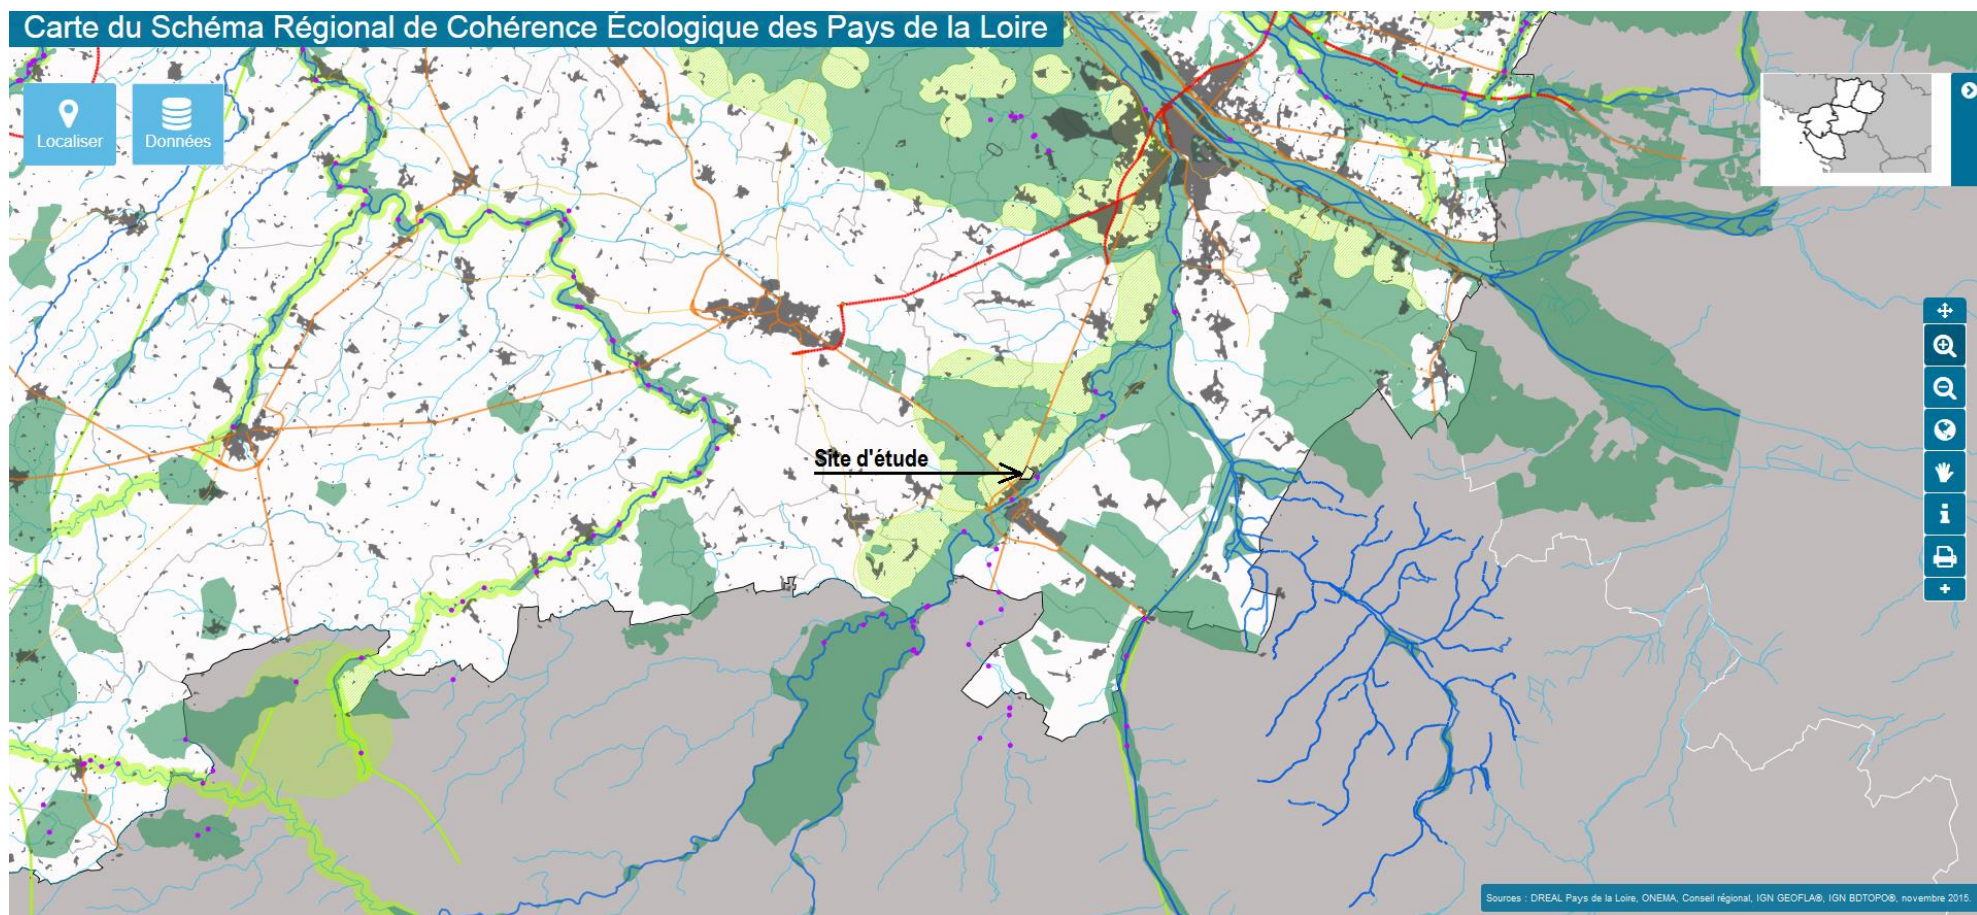 Carte du Schéma Régional de Cohérence Écologique des Pays de la Loire
Localiser
Données
Site d'étude
Sources : DREAL Pays de la Loire, ONEMA, Conseil régional, IGN GEOFLA®, IGN BDTOPO®, novembre 2015.